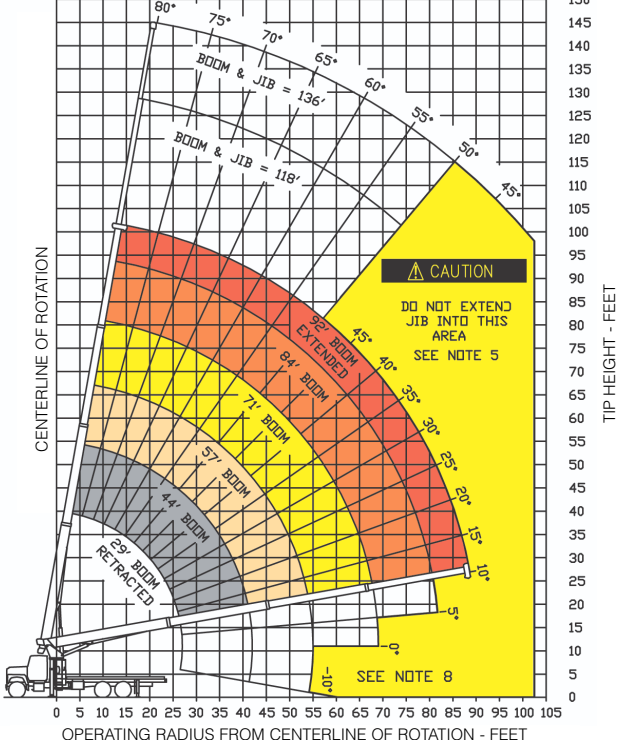 150
80°
75°
70°
65°
60°
55°
50°
45°
BOOM & JIB = 136'
BOOM & JIB = 118'
145
140
135
130
125
120
115
110
105
100
95
90
85
80
75
70
65
60
55
50
45
40
35
30
25
20
15
10
5
0
⚠ CAUTION
DO NOT EXTEND
JIB INTO THIS
AREA
SEE NOTE 5
CENTERLINE OF ROTATION
TIP HEIGHT - FEET
92' BOOM
EXTENDED
84' BOOM
71' BOOM
57' BOOM
44' BOOM
29' BOOM
RETRACTED
45°
40°
35°
30°
25°
20°
15°
10°
5°
0°
-10°
SEE NOTE 8
0 5 10 15 20 25 30 35 40 45 50 55 60 65 70 75 80 85 90 95 100 105
OPERATING RADIUS FROM CENTERLINE OF ROTATION - FEET